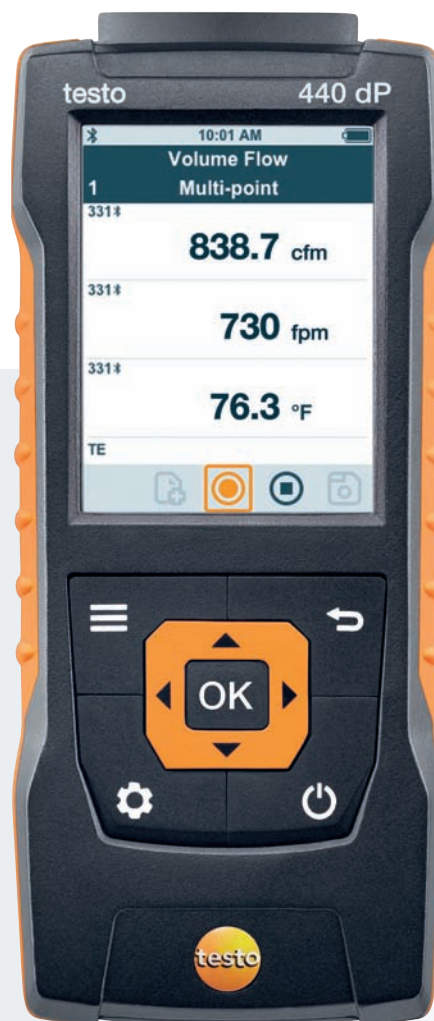 testo 440 dP
10:01 AM
Volume Flow
1 Multi-point
331
838.7 cfm
331
730 fpm
331
76.3 °F
TE
OK
testo